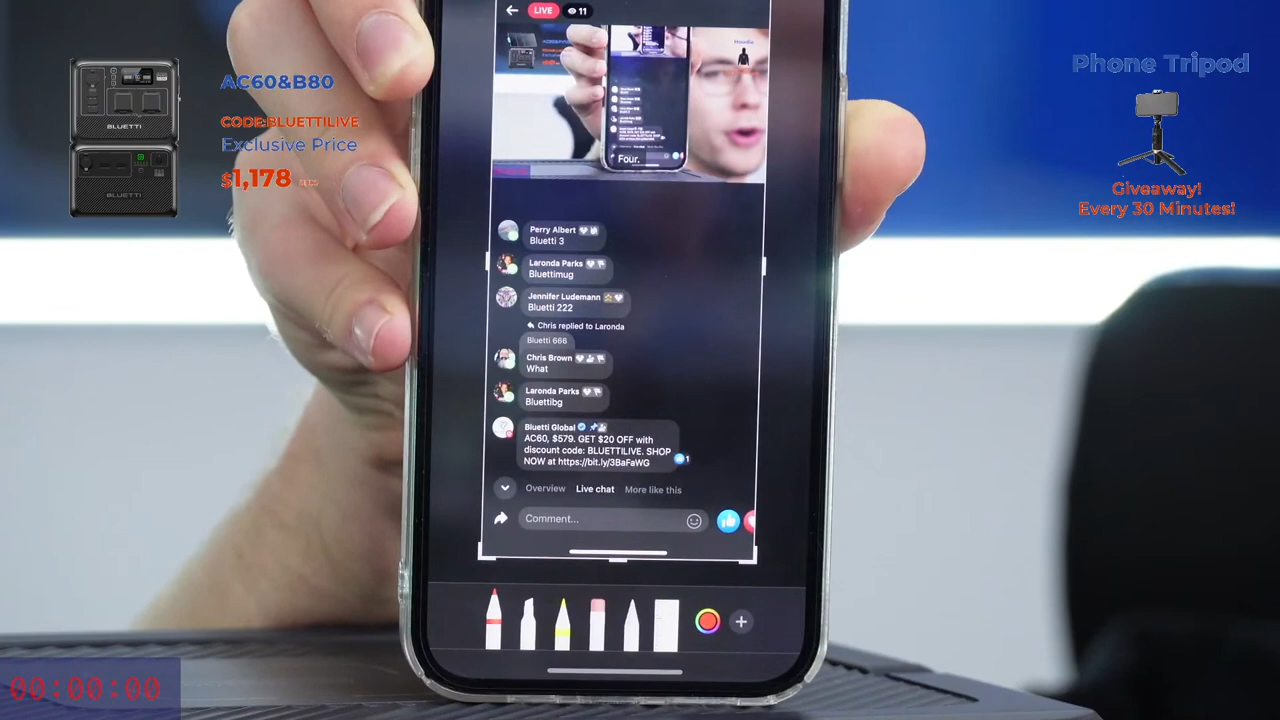 LIVE 11
Four.
AC60&B80
CODE:BLUETTILIVE
Exclusive Price
$1,178
BLUETTI
BLUETTI
Phone Tripod
Giveaway!
Every 30 Minutes!
Perry Albert
Bluetti 3
Laronda Parks
Bluettimug
Jennifer Ludemann
Bluetti 222
Chris replied to Laronda
Bluetti 666
Chris Brown
What
Laronda Parks
Bluettibg
Bluetti Global
AC60, $579. GET $20 OFF with
discount code: BLUETTILIVE. SHOP
NOW at https://bit.ly/3BaFaWG
1
Overview Live chat More like this
Comment...
00:00:00